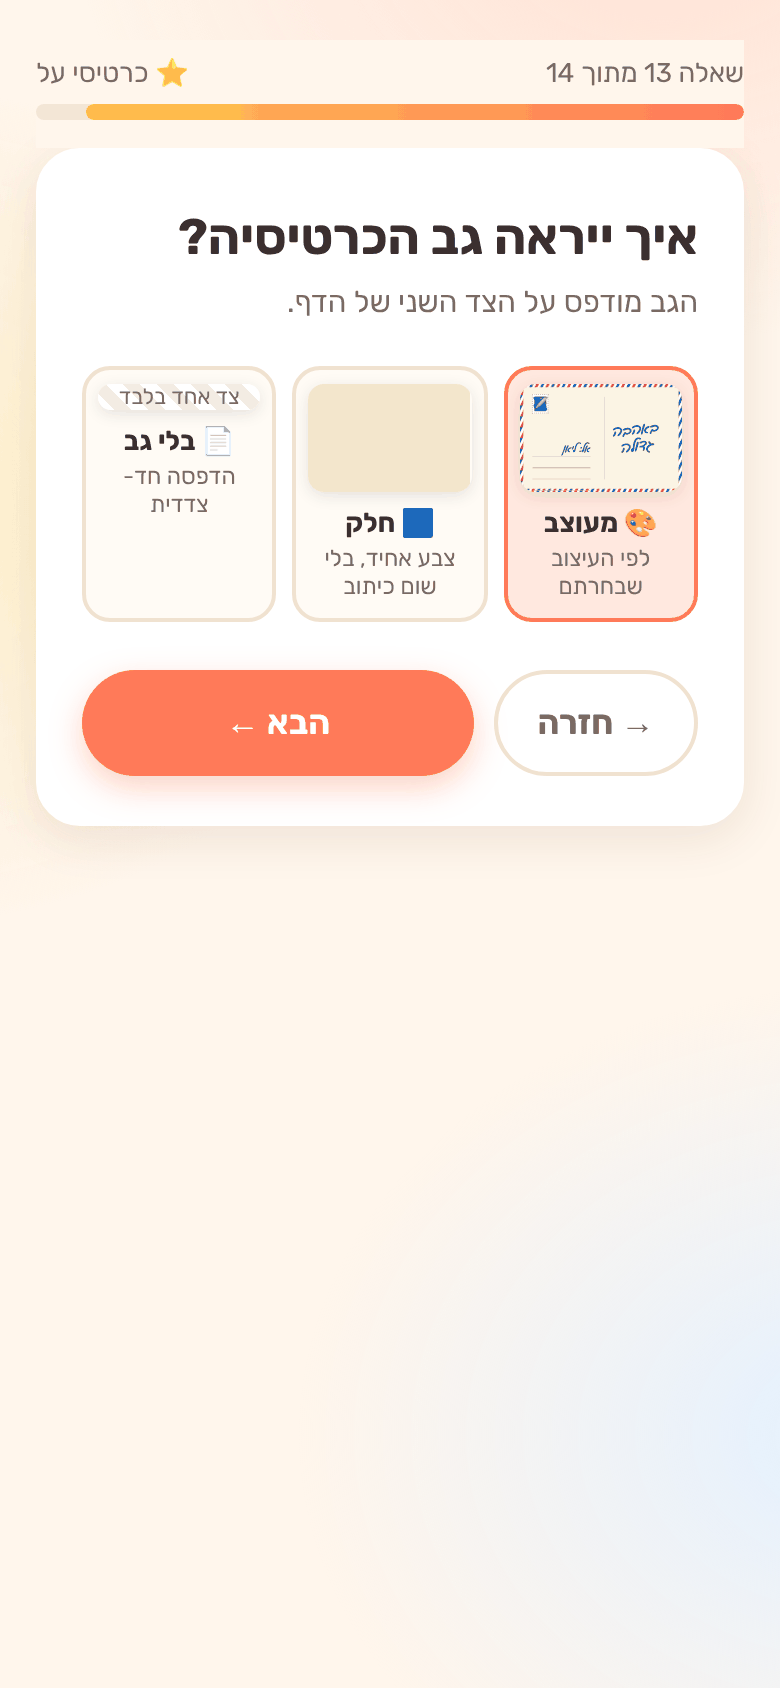 שאלה 13 מתוך 14
⭐ כרטיסי על
איך ייראה גב הכרטיסיה?
הגב מודפס על הצד השני של הדף.
באהבה
גדולה
אל: ליאן
🎨 מעוצב
לפי העיצוב
שבחרתם
🟦 חלק
צבע אחיד, בלי
שום כיתוב
צד אחד בלבד
📄 בלי גב
הדפסה חד-
צדדית
→ חזרה
הבא ←